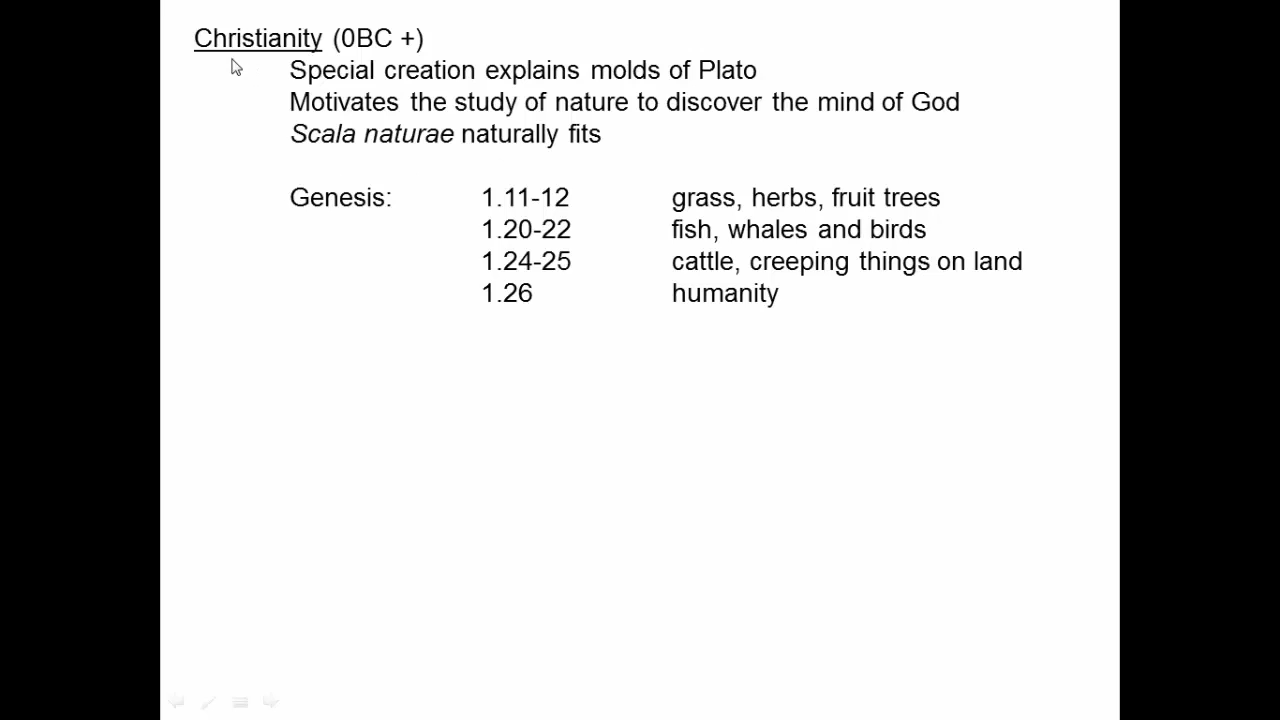 Christianity (0BC +)
Special creation explains molds of Plato
Motivates the study of nature to discover the mind of God
Scala naturae naturally fits
Genesis: 1.11-12 grass, herbs, fruit trees
1.20-22 fish, whales and birds
1.24-25 cattle, creeping things on land
1.26 humanity